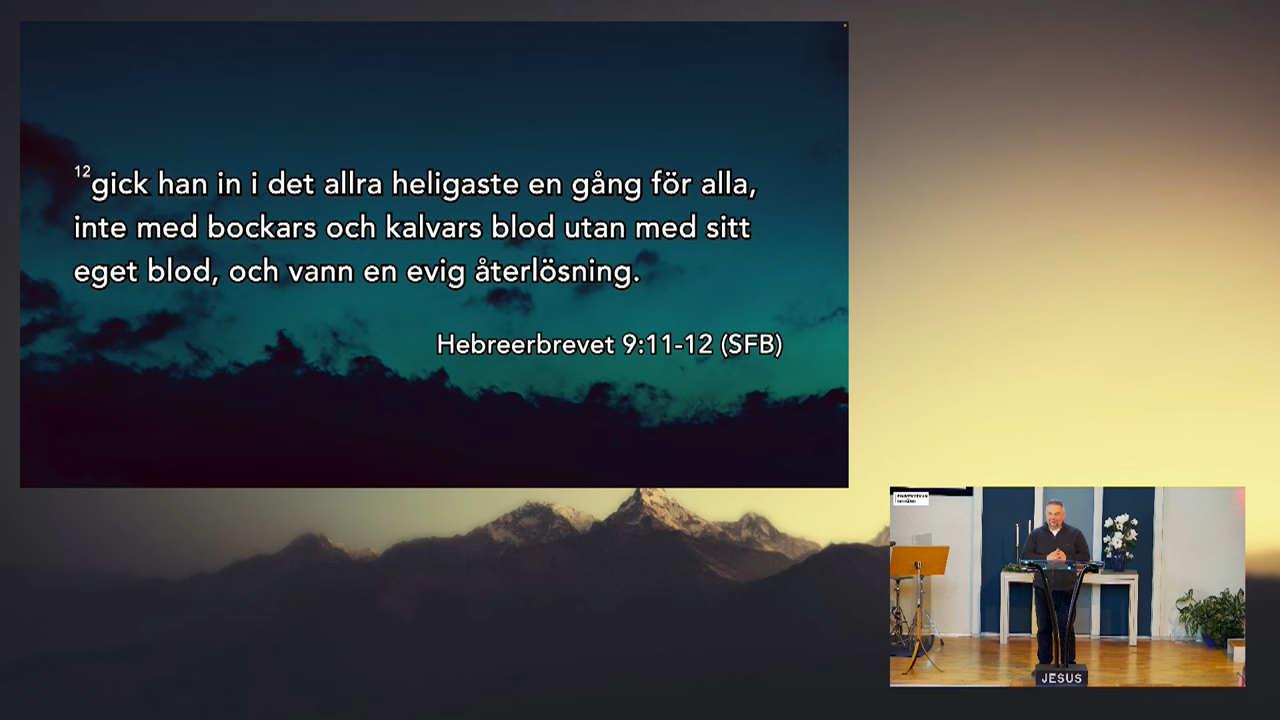 12gick han in i det allra heligaste en gång för alla,
inte med bockars och kalvars blod utan med sitt
eget blod, och vann en evig återlösning.
Hebreerbrevet 9:11-12 (SFB)
JESUS